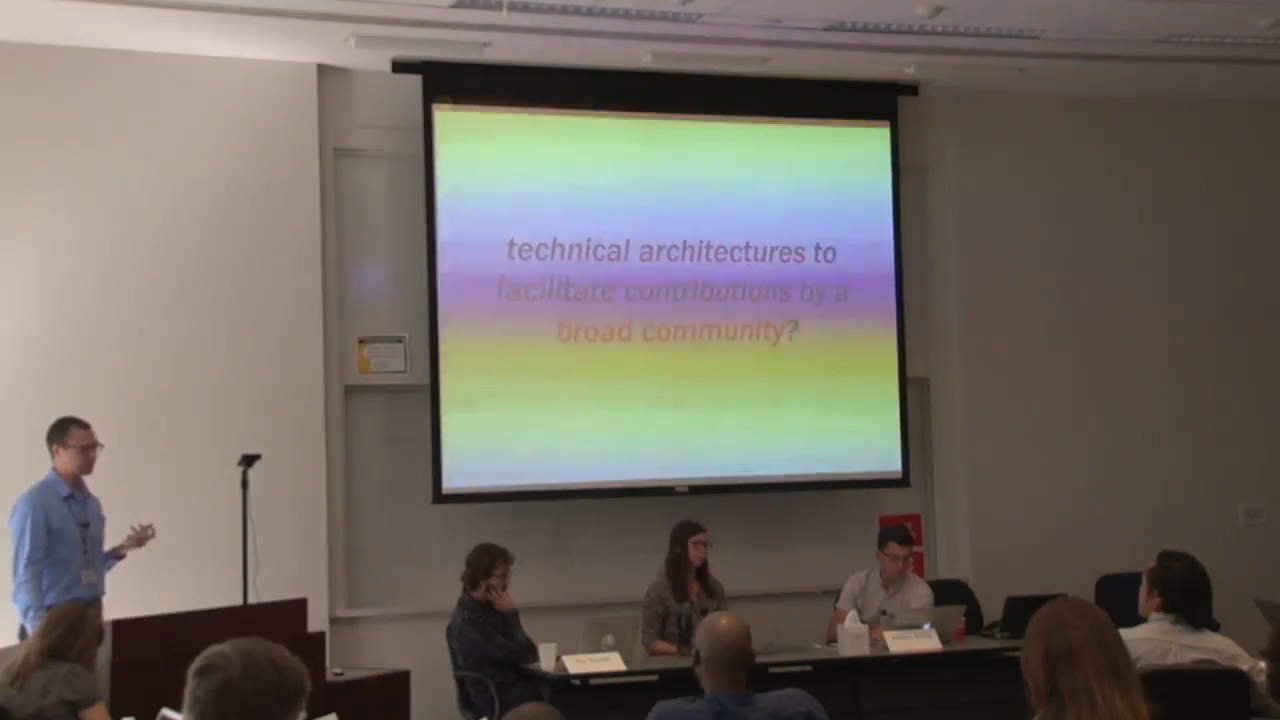 technical architectures to
facilitate contributions by a
broad community?